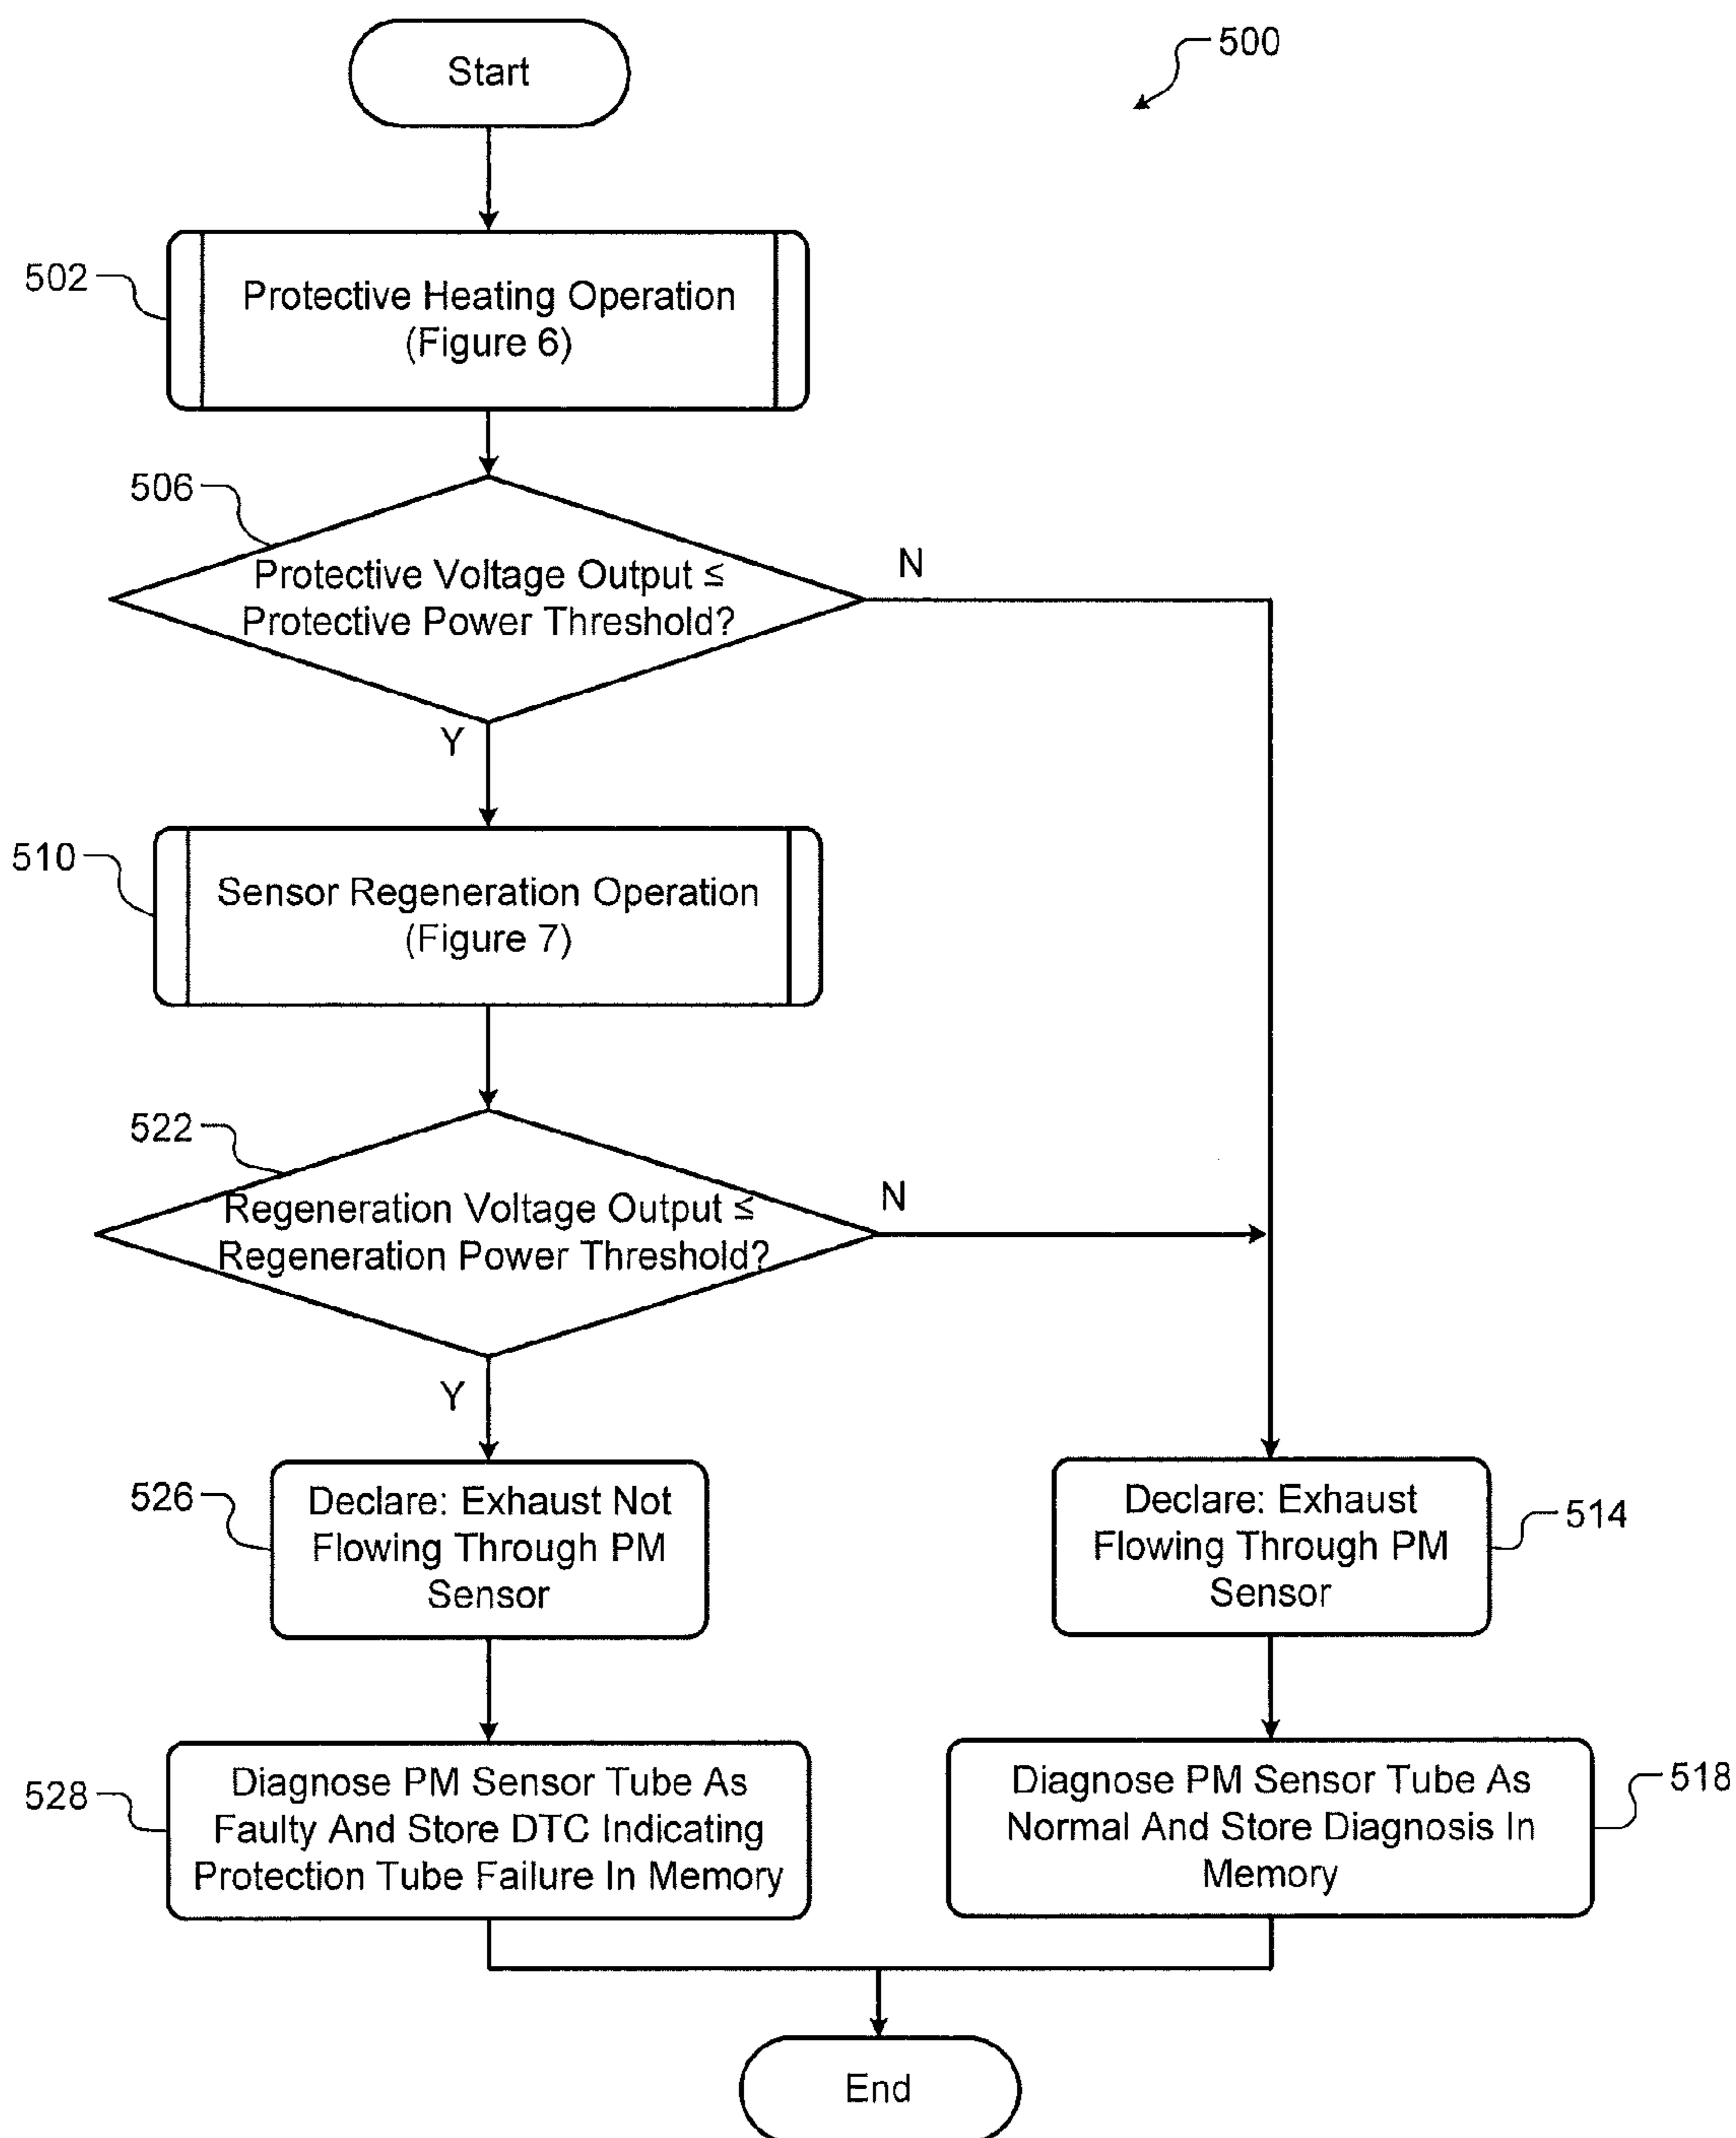 500
Start
502
Protective Heating Operation
(Figure 6)
506
Protective Voltage Output ≤
Protective Power Threshold?
N
Y
510
Sensor Regeneration Operation
(Figure 7)
522
Regeneration Voltage Output ≤
Regeneration Power Threshold?
N
Y
526
Declare: Exhaust Not
Flowing Through PM
Sensor
Declare: Exhaust
Flowing Through PM
Sensor
514
528
Diagnose PM Sensor Tube As
Faulty And Store DTC Indicating
Protection Tube Failure In Memory
Diagnose PM Sensor Tube As
Normal And Store Diagnosis In
Memory
518
End